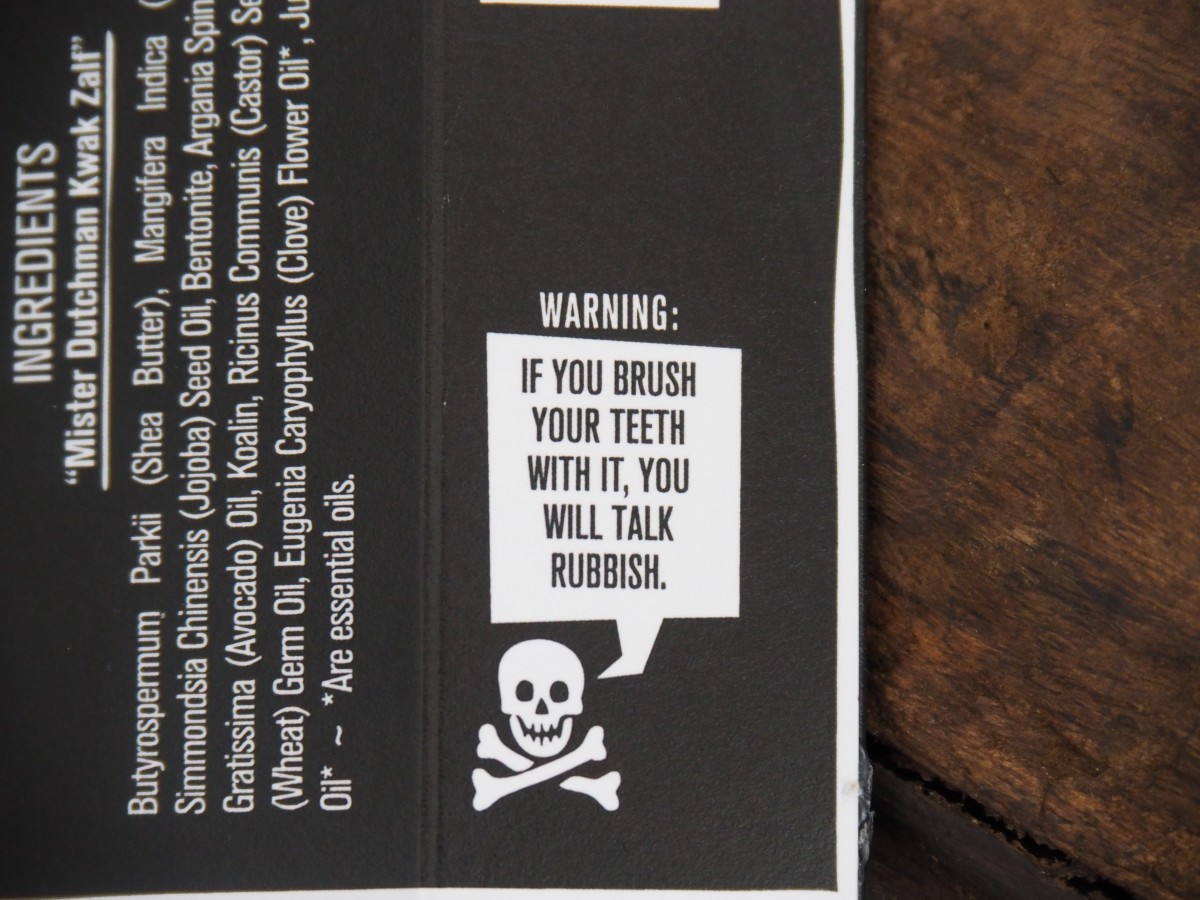 INGREDIENTS
“Mister Dutchman Kwak Zalf”
Butyrospemum Parkii (Shea Butter), Mangifera Indica (
Simmondsia Chinensis (Jojoba) Seed Oil, Bentonite, Argania Spin
Gratissima (Avocado) Oil, Koalin, Ricinus Communis (Castor) Se
(Wheat) Germ Oil, Eugenia Caryophyllus (Clove) Flower Oil*, Ju
Oil* ~ *Are essential oils.
WARNING:
IF YOU BRUSH
YOUR TEETH
WITH IT, YOU
WILL TALK
RUBBISH.